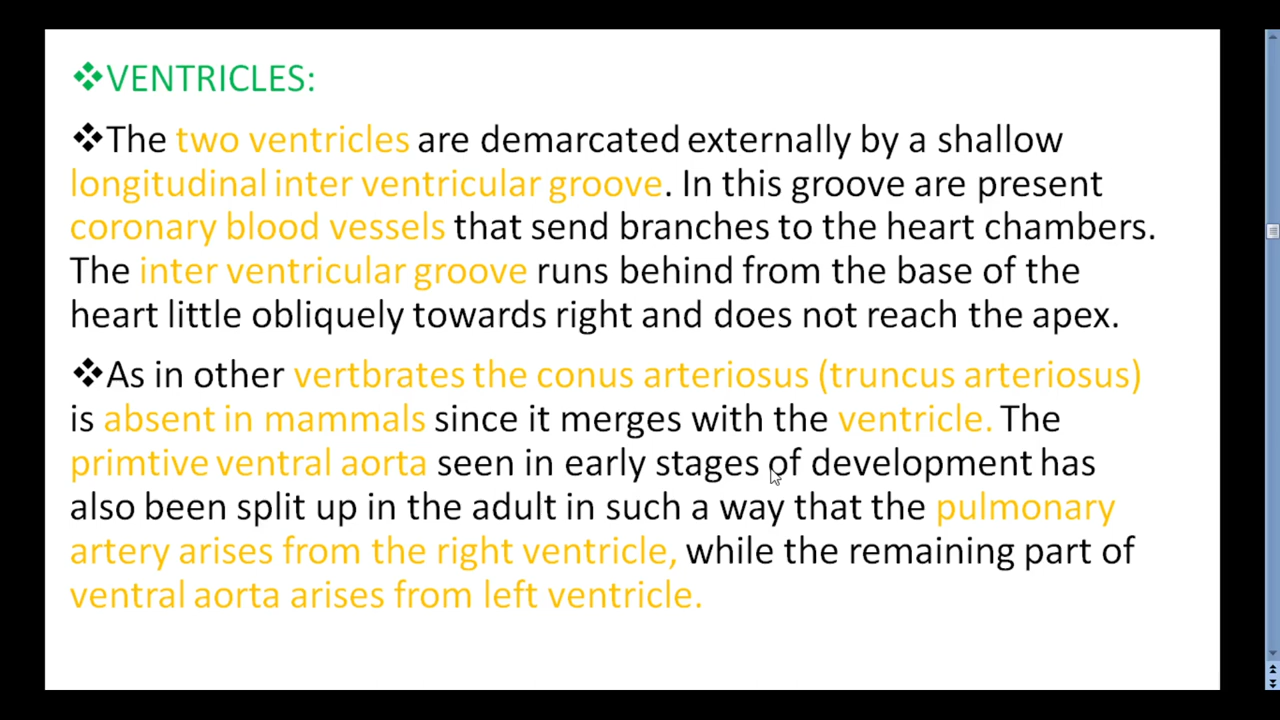 ❖VENTRICLES:
❖The two ventricles are demarcated externally by a shallow
longitudinal inter ventricular groove. In this groove are present
coronary blood vessels that send branches to the heart chambers.
The inter ventricular groove runs behind from the base of the
heart little obliquely towards right and does not reach the apex.
❖As in other vertbrates the conus arteriosus (truncus arteriosus)
is absent in mammals since it merges with the ventricle. The
primtive ventral aorta seen in early stages of development has
also been split up in the adult in such a way that the pulmonary
artery arises from the right ventricle, while the remaining part of
ventral aorta arises from left ventricle.